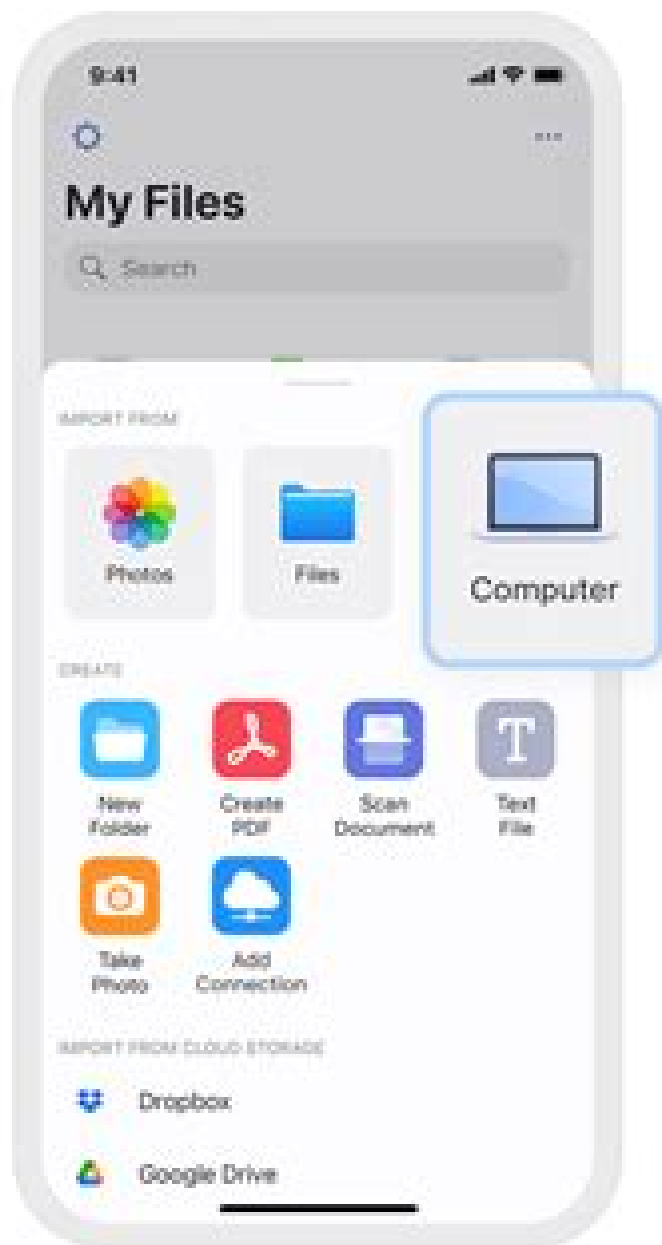 9:41
My Files
Search
IMPORT FROM
Photos
Files
Computer
CREATE
New
Folder
Create
PDF
Scan
Document
T
Text
File
Take
Photo
Add
Connection
IMPORT FROM CLOUD STORAGE
Dropbox
Google Drive